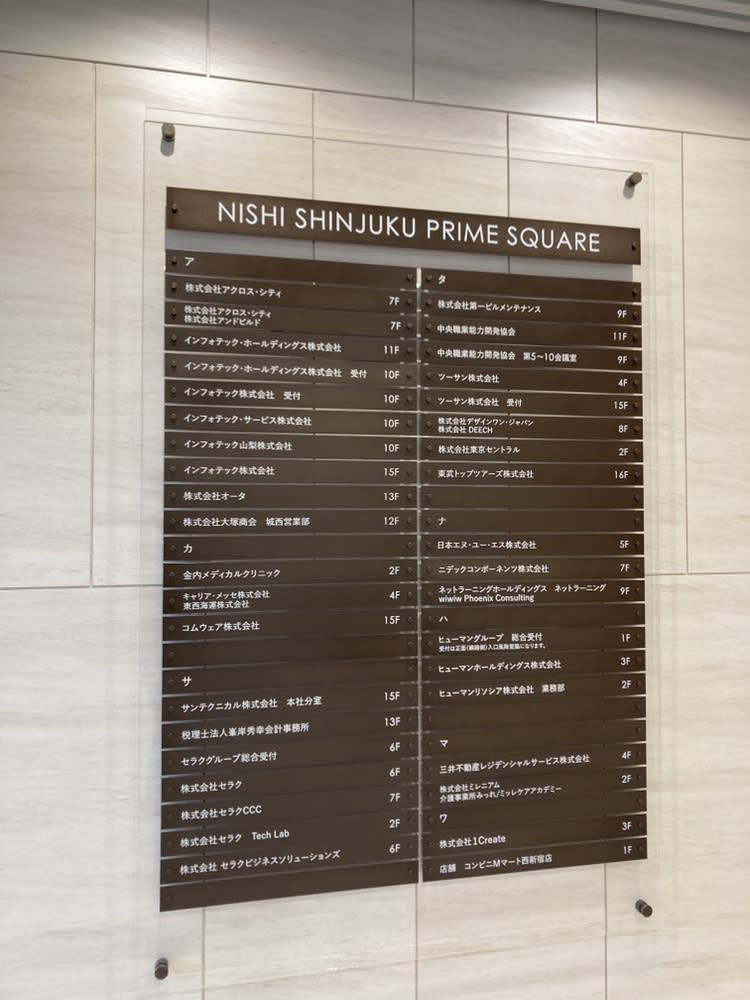 NISHI SHINJUKU PRIME SQUARE
ア
株式会社アクロス・シティ 7F
株式会社アクロス・シティ
株式会社アンドビルド 7F
インフォテック・ホールディングス株式会社 11F
インフォテック・ホールディングス株式会社 受付 10F
インフォテック株式会社 受付 10F
インフォテック・サービス株式会社 10F
インフォテック山梨株式会社 10F
インフォテック株式会社 15F
株式会社オータ 13F
株式会社大塚商会 城西営業部 12F
カ
金内メディカルクリニック 2F
キャリア・メッセ株式会社
東西海運株式会社 4F
コムウェア株式会社 15F
サ
サンテクニカル株式会社 本社分室 15F
税理士法人峯岸秀幸会計事務所 13F
セラクグループ総合受付 6F
株式会社セラク 6F
株式会社セラクCCC 7F
株式会社セラク Tech Lab 2F
株式会社 セラクビジネスソリューションズ 6F
タ
株式会社第一ビルメンテナンス 9F
中央職業能力開発協会 11F
中央職業能力開発協会 第5〜10会議室 9F
ツーサン株式会社 4F
ツーサン株式会社 受付 15F
株式会社デザインワン・ジャパン
株式会社 DEECH 8F
株式会社東京セントラル 2F
東武トップツアーズ株式会社 16F
ナ
日本エヌ・ユー・エス株式会社 5F
ニデックコンポーネンツ株式会社 7F
ネットラーニングホールディングス ネットラーニング
wiwiw Phoenix Consulting 9F
ハ
ヒューマングループ 総合受付 1F
受付は正面(線路側)入口風除室脇になります。
ヒューマンホールディングス株式会社 3F
ヒューマンリソシア株式会社 業務部 2F
マ
三井不動産レジデンシャルサービス株式会社 4F
株式会社ミレニアム
介護事業所みっれ/ミッレケアアカデミー 2F
ワ
株式会社1Create 3F
店舗 コンビニMマート西新宿店 1F